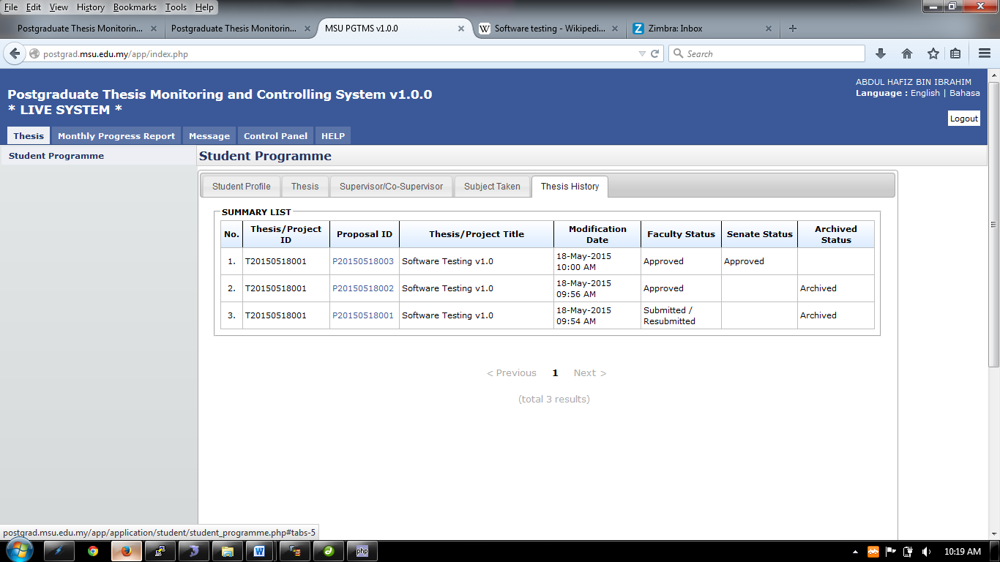 File Edit View History Bookmarks Tools Help
Postgraduate Thesis Monitorin... × Postgraduate Thesis Monitorin... × MSU PGTMS v1.0.0 × W Software testing - Wikipedi... × Z Zimbra: Inbox × +
postgrad.msu.edu.my/app/index.php Search
ABDUL HAFIZ BIN IBRAHIM
Postgraduate Thesis Monitoring and Controlling System v1.0.0
Language : English | Bahasa
* LIVE SYSTEM *
Logout
Thesis Monthly Progress Report Message Control Panel HELP
Student Programme
Student Programme
Student Profile Thesis Supervisor/Co-Supervisor Subject Taken Thesis History
SUMMARY LIST
No. Thesis/Project ID Proposal ID Thesis/Project Title Modification Date Faculty Status Senate Status Archived Status
1. T20150518001 P20150518003 Software Testing v1.0 18-May-2015 10:00 AM Approved Approved
2. T20150518001 P20150518002 Software Testing v1.0 18-May-2015 09:56 AM Approved Archived
3. T20150518001 P20150518001 Software Testing v1.0 18-May-2015 09:54 AM Submitted / Resubmitted Archived
< Previous 1 Next >
(total 3 results)
postgrad.msu.edu.my/app/application/student/student_programme.php#tabs-5
W php 10:19 AM